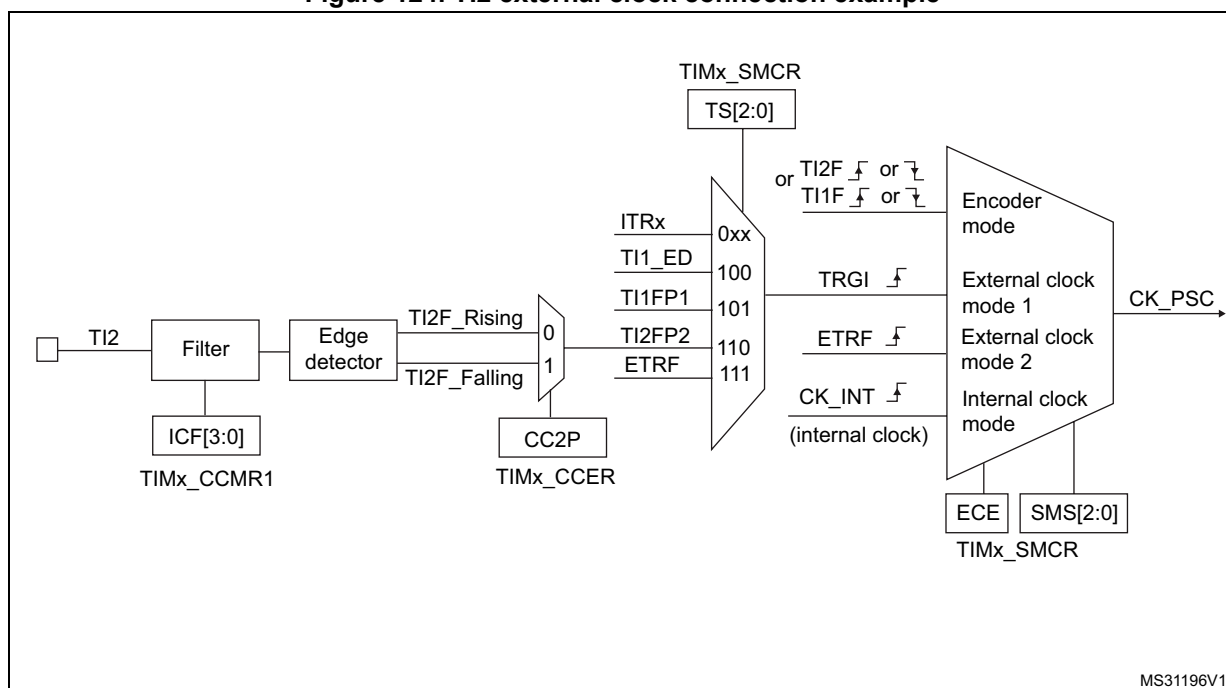 TIMx_SMCR
TS[2:0]
TI2
Filter
ICF[3:0]
TIMx_CCMR1
Edge
detector
TI2F_Rising
TI2F_Falling
0
1
CC2P
TIMx_CCER
ITRx
0xx
TI1_ED
100
TI1FP1
101
TI2FP2
110
ETRF
111
or TI2F or
TI1F or
Encoder
mode
TRGI
External clock
mode 1
ETRF
External clock
mode 2
CK_INT
(internal clock)
Internal clock
mode
CK_PSC
ECE
SMS[2:0]
TIMx_SMCR
MS31196V1